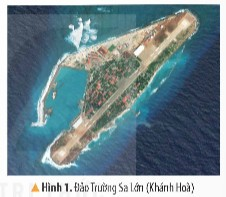 ▲ Hình 1. Đảo Trường Sa Lớn (Khánh Hoà)